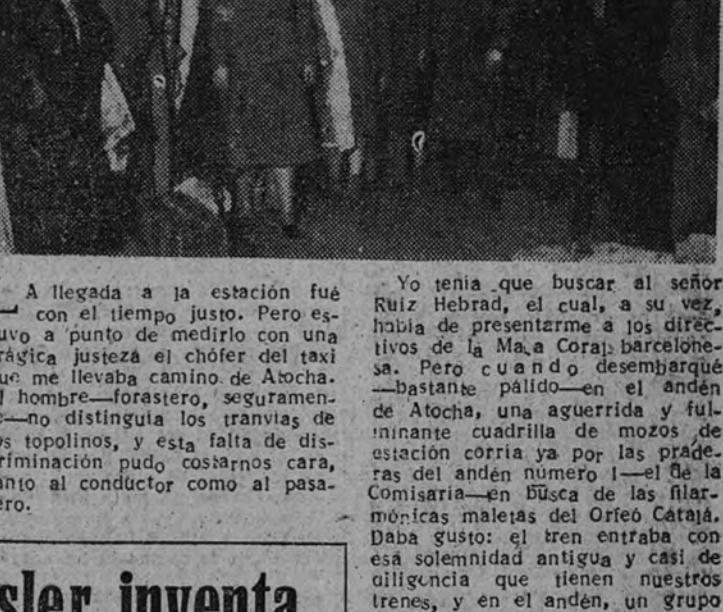 A llegada a la estación fué
con el tiempo justo. Pero es-
uvo a punto de medirlo con una
rágica justeza el chófer del taxi
ue me llevaba camino de Atocha.
l hombre—forastero, seguramen-
e—no distinguía los tranvías de
os topolinos, y esta falta de dis-
riminación pudo costarnos cara,
anto al conductor como al pasa-
ero.
sler inventa
Yo tenía que buscar al señor
Ruiz Hebrad, el cual, a su vez,
había de presentarme a los direc-
tivos de la Masa Coral barcelone-
sa. Pero cuando desembarqué
—bastante pálido—en el andén
de Atocha, una aguerrida y ful-
minante cuadrilla de mozos de
estación corría ya por las prade-
ras del andén número 1—el de la
Comisaría—en busca de las filar-
mónicas maletas del Orfeó Catalá.
Daba gusto: el tren entraba con
esa solemnidad antigua y casi de
diligencia que tienen nuestros
trenes, y en el andén, un grupo